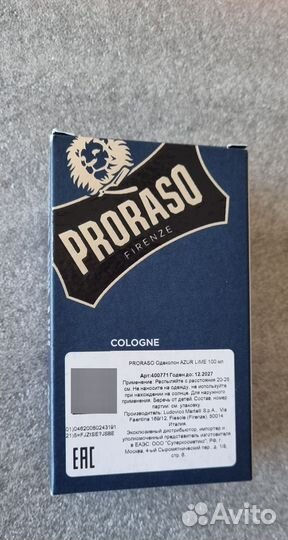 PRORASO
FIRENZE
COLOGNE
PRORASO Одеколон AZUR LIME 100 мл
Арт:400771 Годен до: 12.2027
Применение: Распыляйте с расстояния 20-25
см. Не наносите на одежду, не используйте
при нахождении на солнце. Для наружного
применения. Беречь от детей. Состав, номер
партии: см. упаковку.
Производитель: Ludovico Martelli S.p.A., Via
Faentina 169/12, Fiesole (Firenze) 50014
Италия.
Эксклюзивный дистрибьютор, импортер и
уполномоченный представитель изготовителя
в ЕАЭС: ООО "Суперкосметикс", РФ, г.
Москва, 4-ый Сыромятнический пер., д. 1/8,
стр. 6.
EAC
Avito